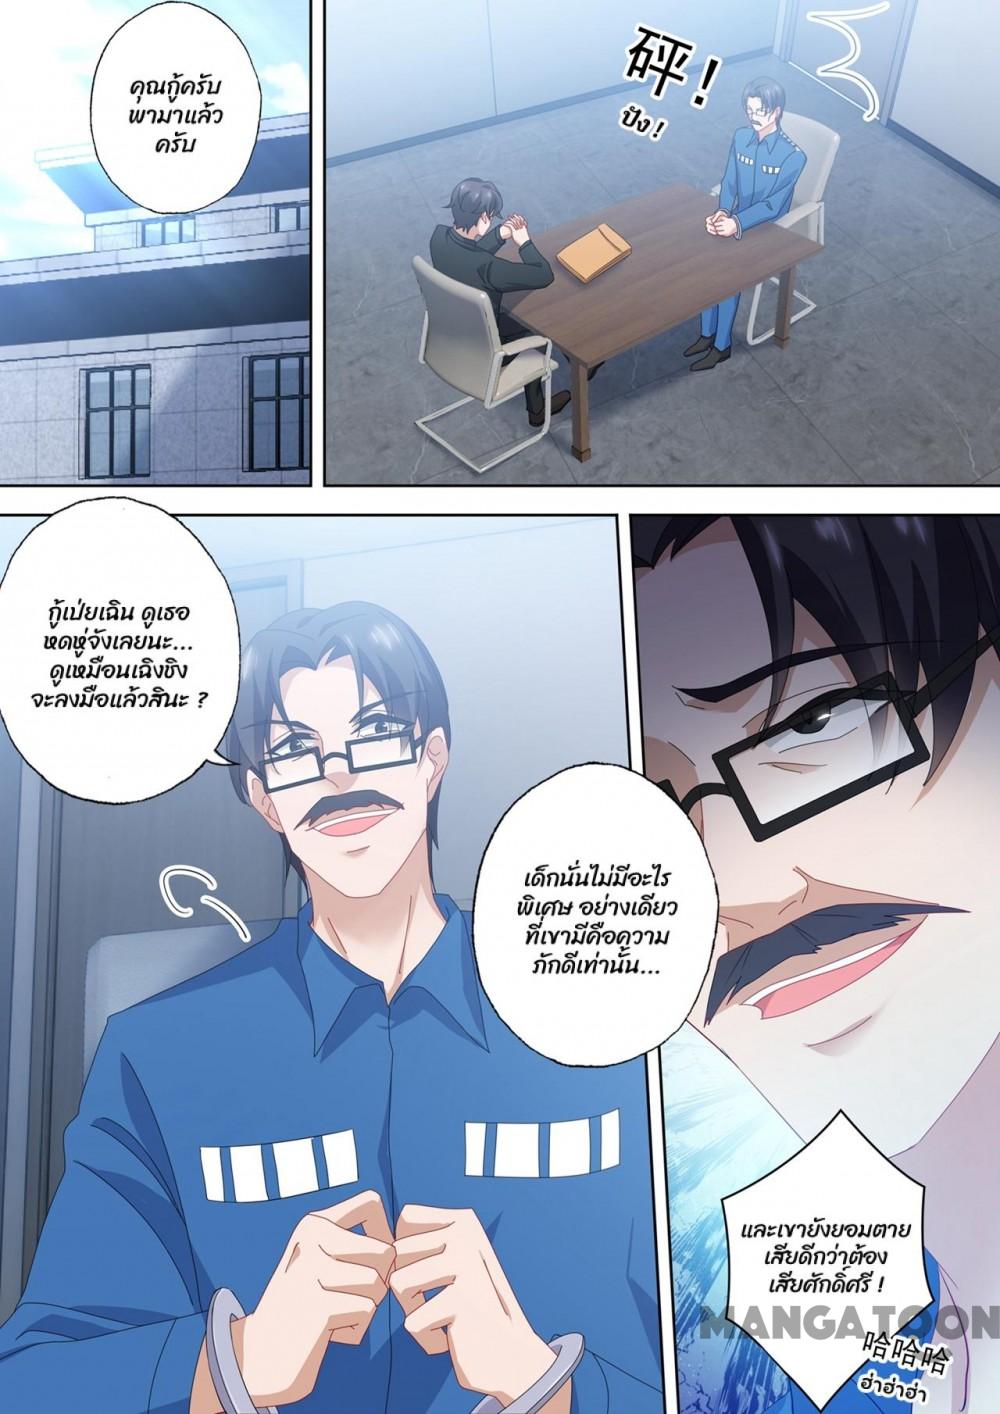 คุณกู้ครับ
พามาแล้ว
ครับ
砰!
ปัง!
กู้เป่ยเฉิน ดูเธอ
หดหู่จังเลยนะ...
ดูเหมือนเฉิงชิง
จะลงมือแล้วสินะ ?
เด็กนั่นไม่มีอะไร
พิเศษ อย่างเดียว
ที่เขามีคือความ
ภักดีเท่านั้น...
และเขายังยอมตาย
เสียดีกว่าต้อง
เสียศักดิ์ศรี !
MANGATOON
哈哈哈
ฮ่าฮ่าฮ่า